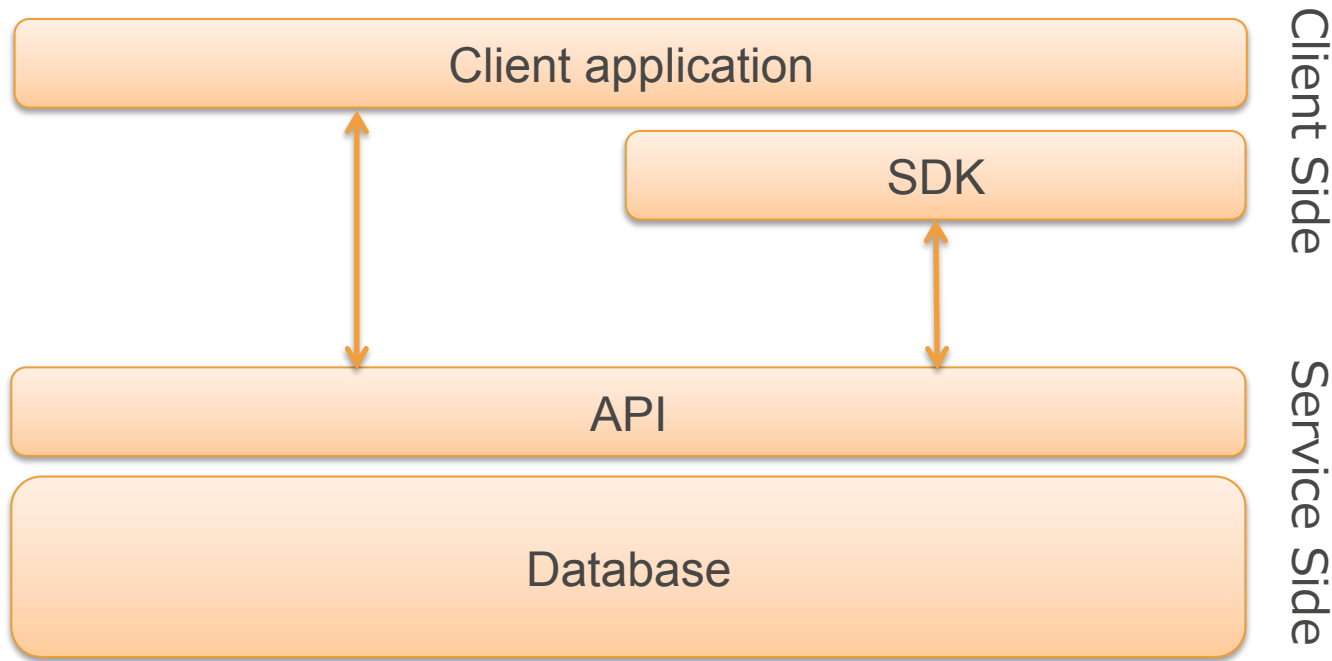 Client application
SDK
Client Side
API
Database
Service Side